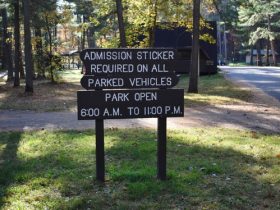 ADMISSION STICKER
REQUIRED ON ALL
PARKED VEHICLES
PARK OPEN
6:00 A.M. TO 11:00 P.M.